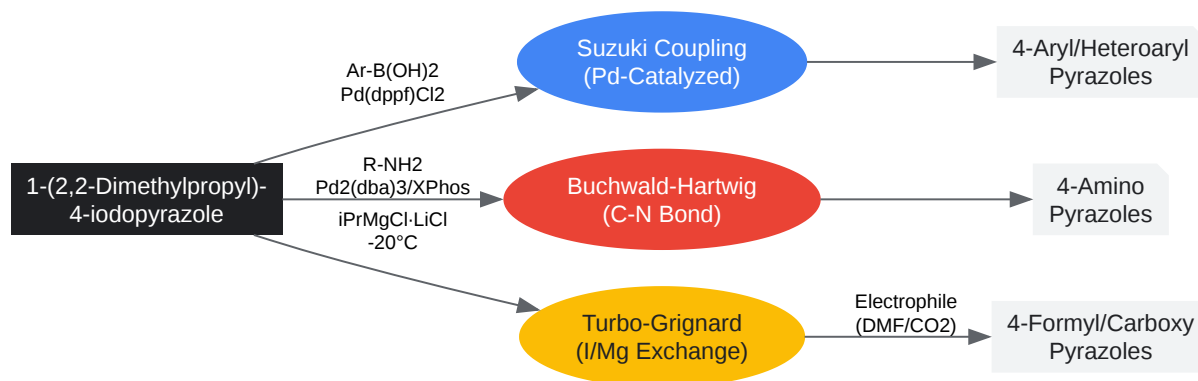 Suzuki Coupling
(Pd-Catalyzed)
4-Aryl/Heteroaryl
Pyrazoles
Ar-B(OH)2
Pd(dppf)Cl2
1-(2,2-Dimethylpropyl)-
4-iodopyrazole
R-NH2
Pd2(dba)3/XPhos
Buchwald-Hartwig
(C-N Bond)
4-Amino
Pyrazoles
iPrMgCl·LiCl
-20°C
Turbo-Grignard
(I/Mg Exchange)
Electrophile
(DMF/CO2)
4-Formyl/Carboxy
Pyrazoles